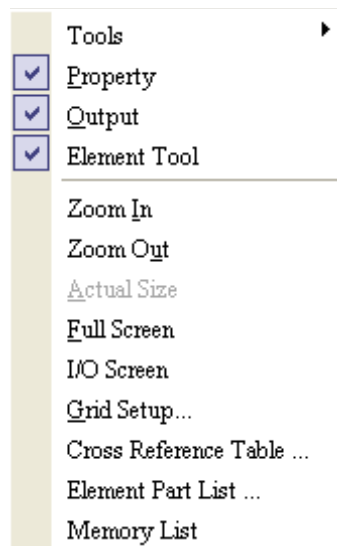 Tools
Property
Output
Element Tool
Zoom In
Zoom Out
Actual Size
Full Screen
I/O Screen
Grid Setup...
Cross Reference Table ...
Element Part List ...
Memory List